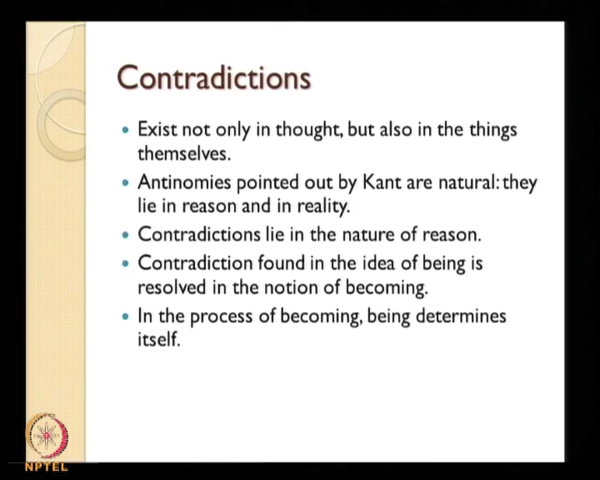 Contradictions
• Exist not only in thought, but also in the things
themselves.
• Antinomies pointed out by Kant are natural: they
lie in reason and in reality.
• Contradictions lie in the nature of reason.
• Contradiction found in the idea of being is
resolved in the notion of becoming.
• In the process of becoming, being determines
itself.
NPTEL